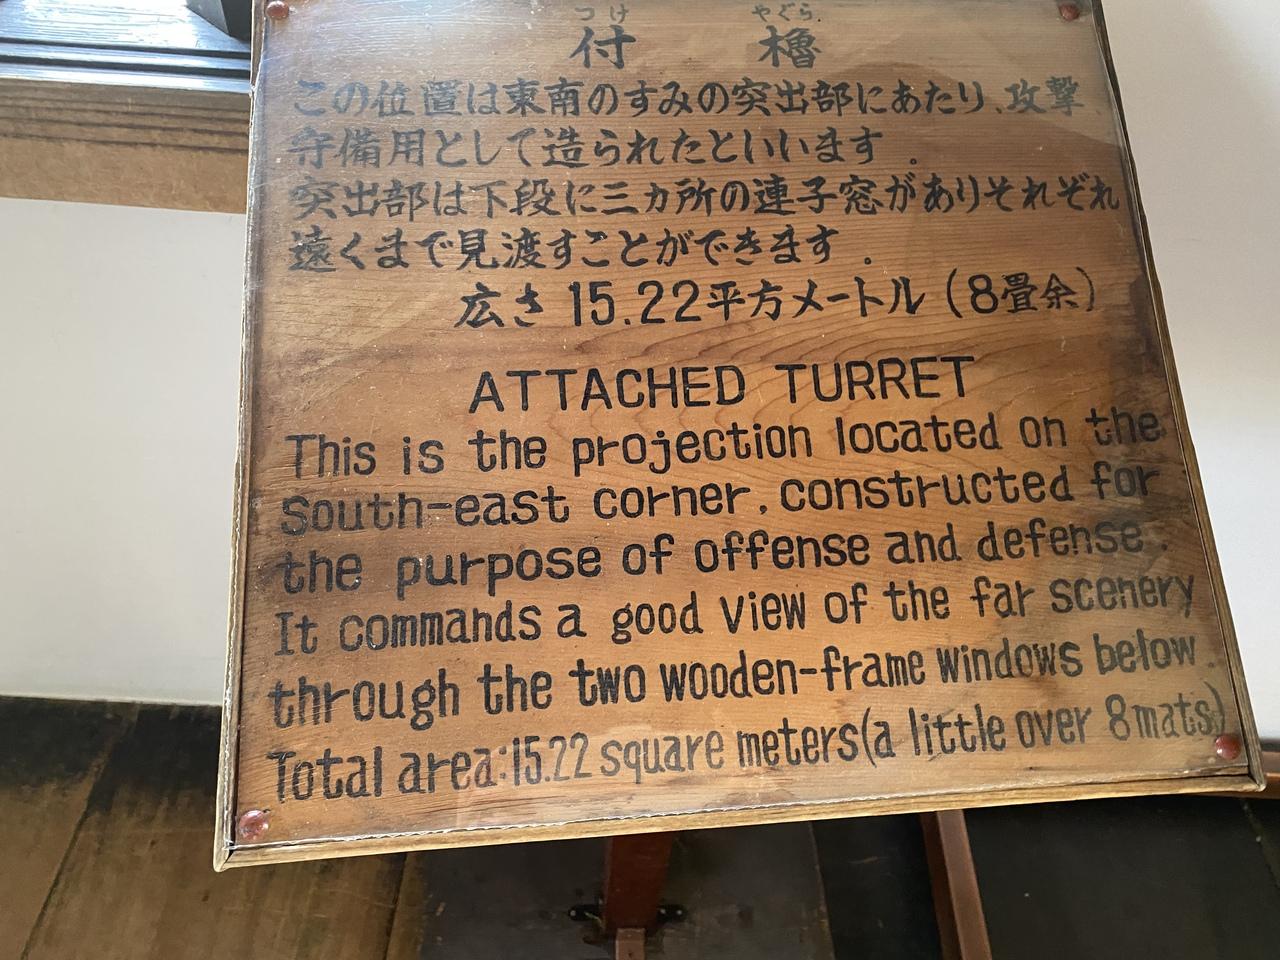 つけ やぐら
付 櫓
この位置は東南のすみの突出部にあたり、攻撃
守備用として造られたといいます。
突出部は下段に三カ所の連子窓がありそれぞれ
遠くまで見渡すことができます。
広さ 15.22平方メートル(8畳余)
ATTACHED TURRET
This is the projection located on the
South-east corner, constructed for
the purpose of offense and defense.
It commands a good view of the far scenery
through the two wooden-frame windows below.
Total area:15.22 square meters(a little over 8 mats)